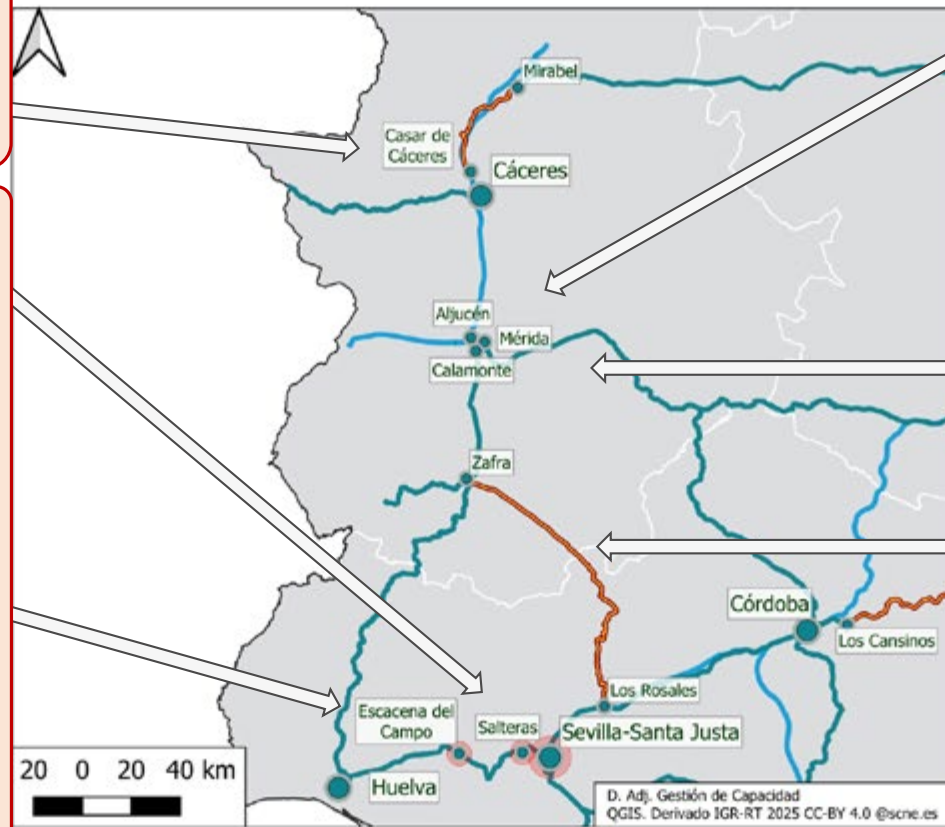 Mirabel
Casar de
Cáceres
Cáceres
Aljucén
Mérida
Calamonte
Zafra
Córdoba
Los Cansinos
Los Rosales
Escacena del
Campo
Salteras
Sevilla-Santa Justa
Huelva
20 0 20 40 km
D. Adj. Gestión de Capacidad
QGIS. Derivado IGR-RT 2025 CC-BY 4.0 @scne.es